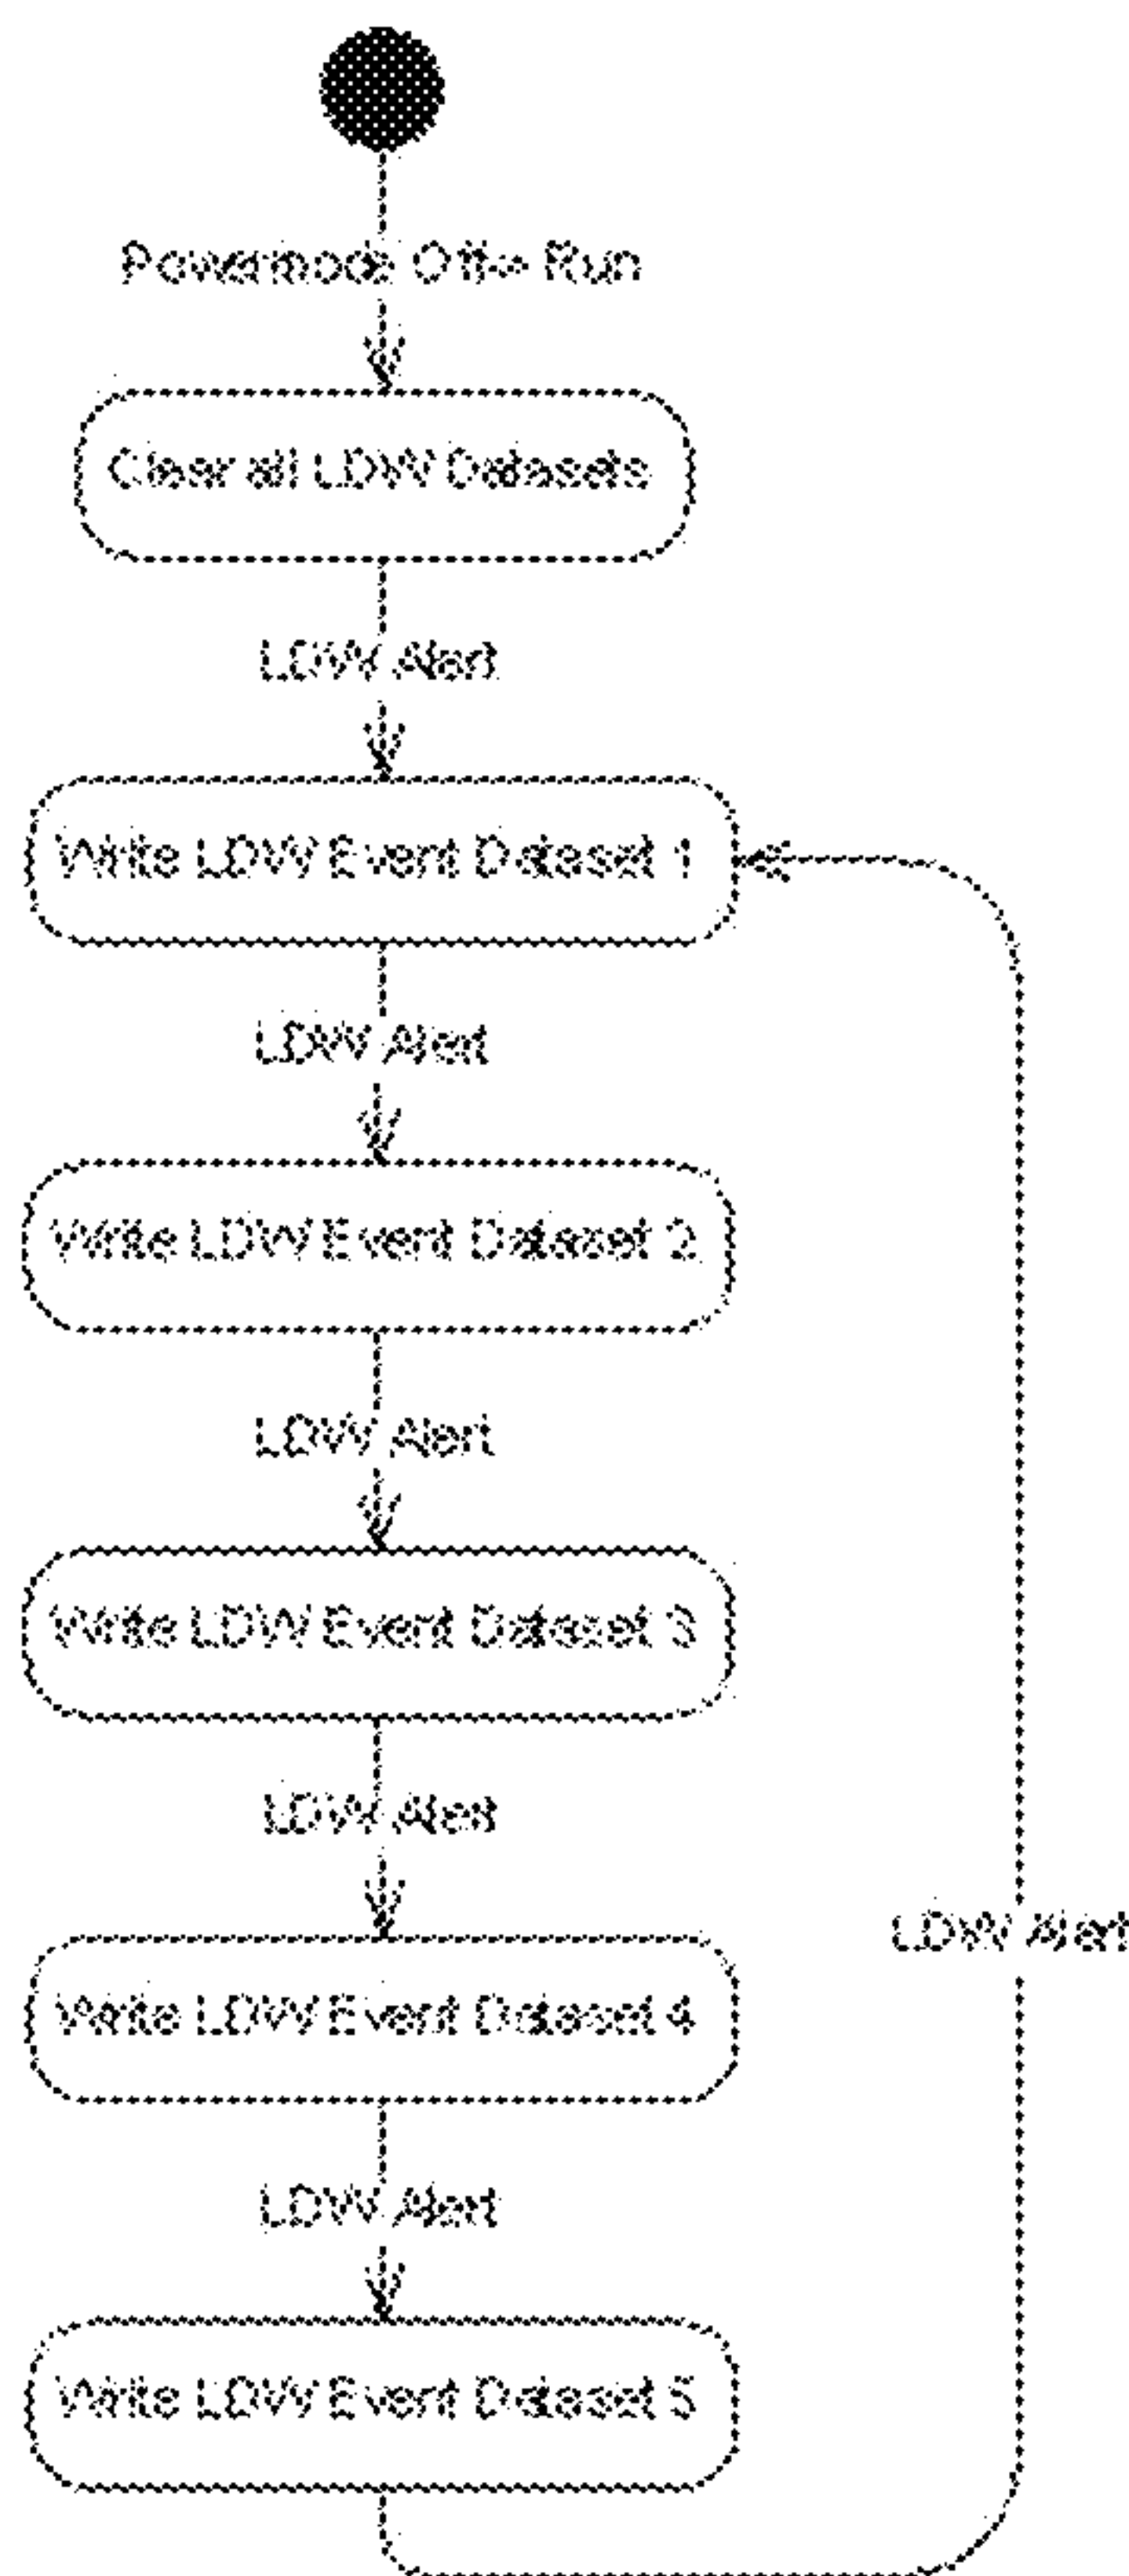 Powermode Off-> Run
Clear all LDW Datasets
LDW Alert
Write LDW Event Dataset 1
LDW Alert
Write LDW Event Dataset 2
LDW Alert
Write LDW Event Dataset 3
LDW Alert
LDW Alert
Write LDW Event Dataset 4
LDW Alert
Write LDW Event Dataset 5